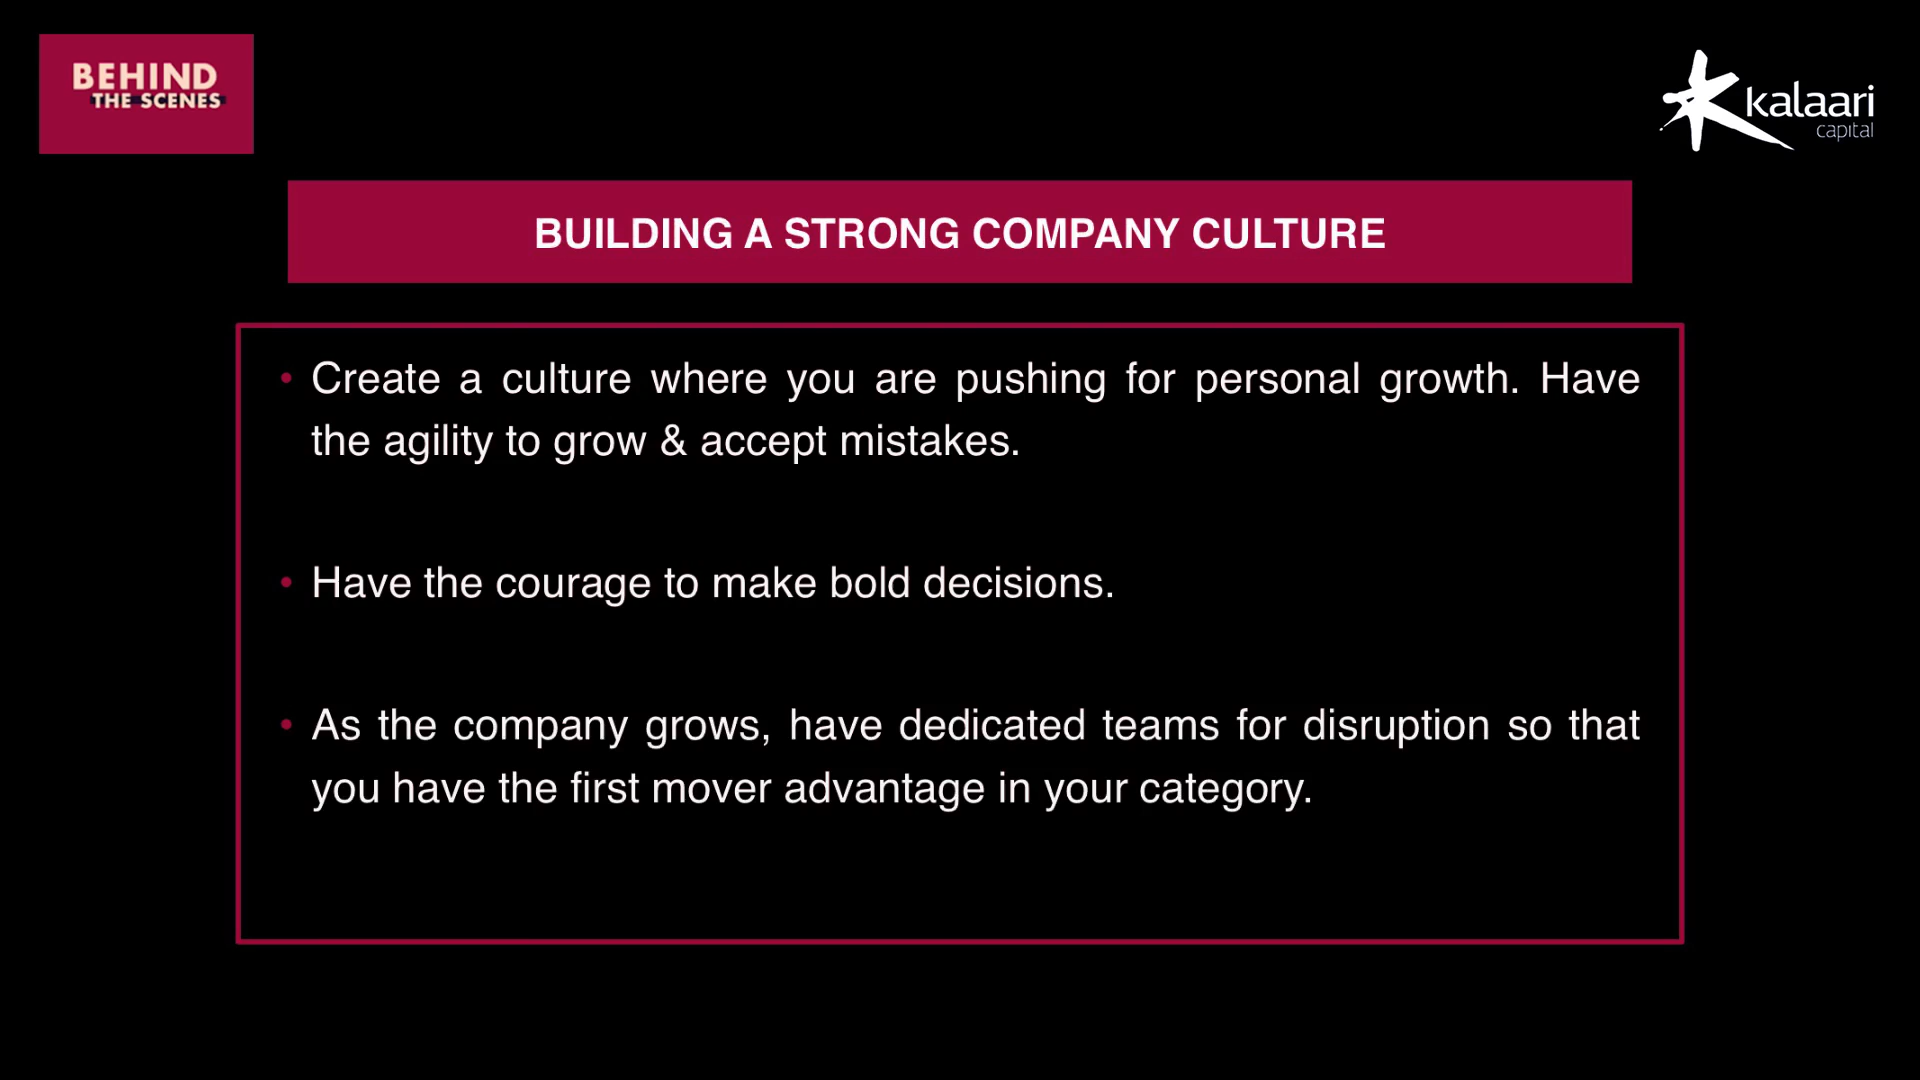 BEHIND
THE SCENES
kalaari
capital
BUILDING A STRONG COMPANY CULTURE
• Create a culture where you are pushing for personal growth. Have
the agility to grow & accept mistakes.
• Have the courage to make bold decisions.
• As the company grows, have dedicated teams for disruption so that
you have the first mover advantage in your category.